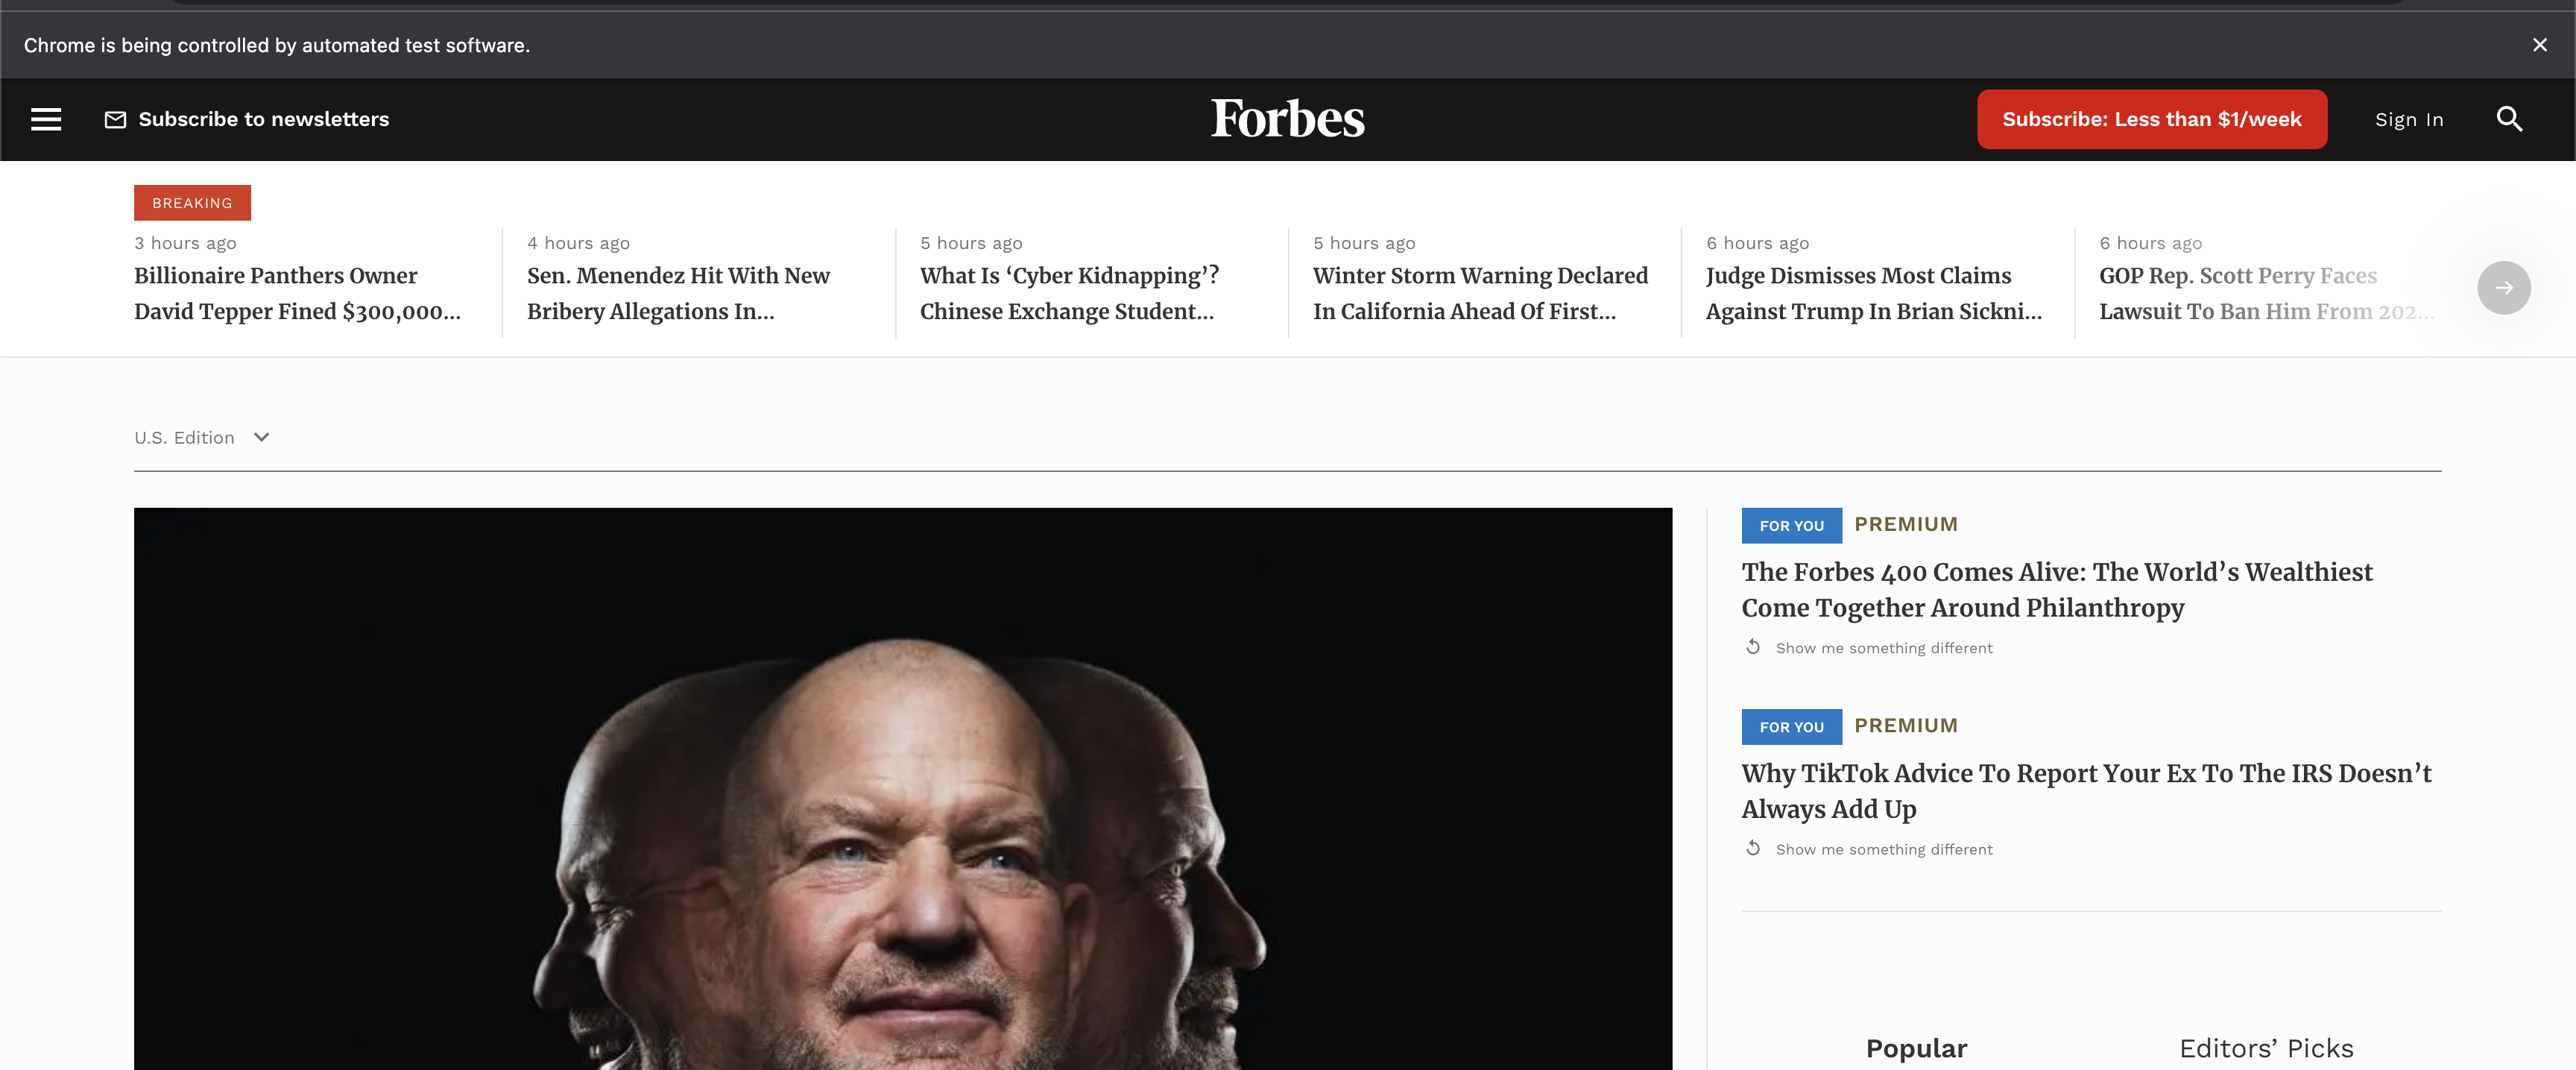 Chrome is being controlled by automated test software.
Subscribe to newsletters
Forbes
Subscribe: Less than $1/week
Sign In
BREAKING
3 hours ago
Billionaire Panthers Owner
David Tepper Fined $300,000...
4 hours ago
Sen. Menendez Hit With New
Bribery Allegations In...
5 hours ago
What Is ‘Cyber Kidnapping’?
Chinese Exchange Student...
5 hours ago
Winter Storm Warning Declared
In California Ahead Of First...
6 hours ago
Judge Dismisses Most Claims
Against Trump In Brian Sickni...
6 hours ago
GOP Rep. Scott Perry Faces
Lawsuit To Ban Him From 202...
U.S. Edition
FOR YOU PREMIUM
The Forbes 400 Comes Alive: The World’s Wealthiest
Come Together Around Philanthropy
Show me something different
FOR YOU PREMIUM
Why TikTok Advice To Report Your Ex To The IRS Doesn’t
Always Add Up
Show me something different
Popular
Editors’ Picks